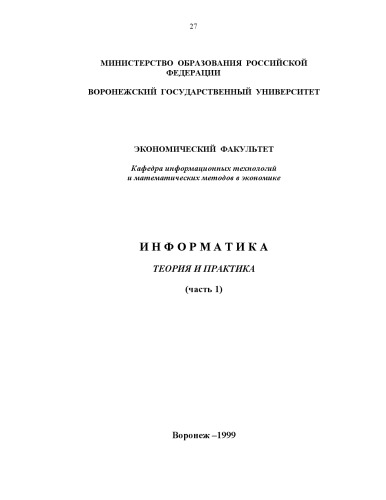 27
МИНИСТЕРСТВО ОБРАЗОВАНИЯ РОССИЙСКОЙ
ФЕДЕРАЦИИ
ВОРОНЕЖСКИЙ ГОСУДАРСТВЕННЫЙ УНИВЕРСИТЕТ
ЭКОНОМИЧЕСКИЙ ФАКУЛЬТЕТ
Кафедра информационных технологий
и математических методов в экономике
И Н Ф О Р М А Т И К А
ТЕОРИЯ И ПРАКТИКА
(часть 1)
Воронеж –1999